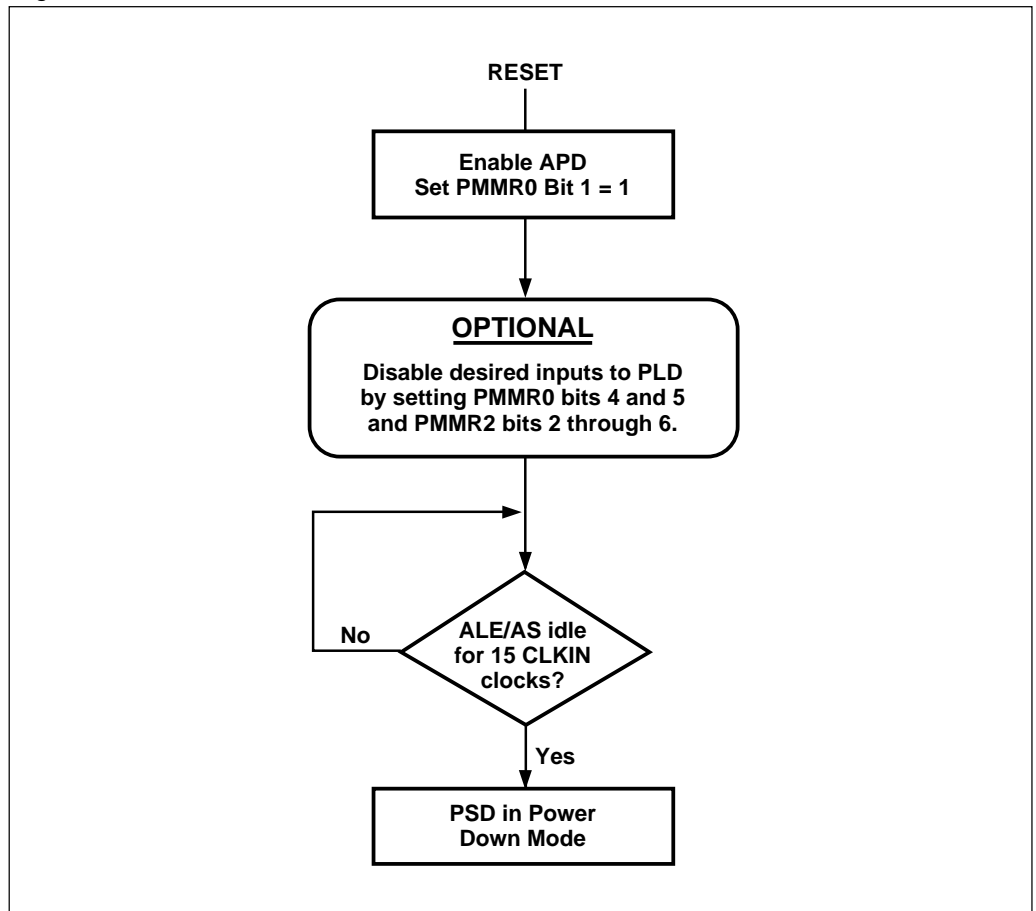 RESET
Enable APD
Set PMMR0 Bit 1 = 1
OPTIONAL
Disable desired inputs to PLD
by setting PMMR0 bits 4 and 5
and PMMR2 bits 2 through 6.
No
ALE/AS idle
for 15 CLKIN
clocks?
Yes
PSD in Power
Down Mode